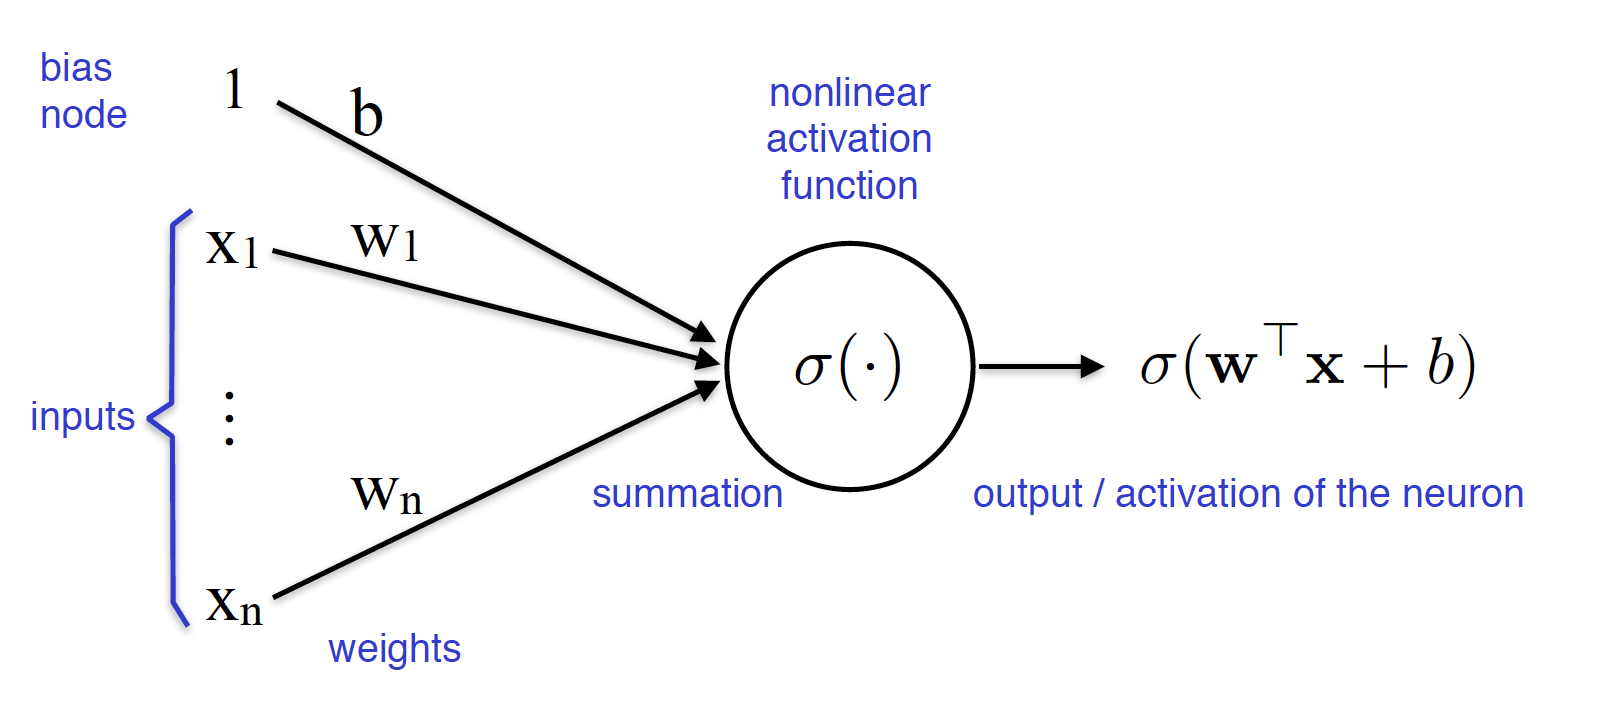 bias
node
1
b
nonlinear
activation
function
x₁
w₁
inputs
⋮
σ(·)
σ(𝐰^⊤𝐱 + b)
wₙ
summation
output / activation of the neuron
xₙ
weights